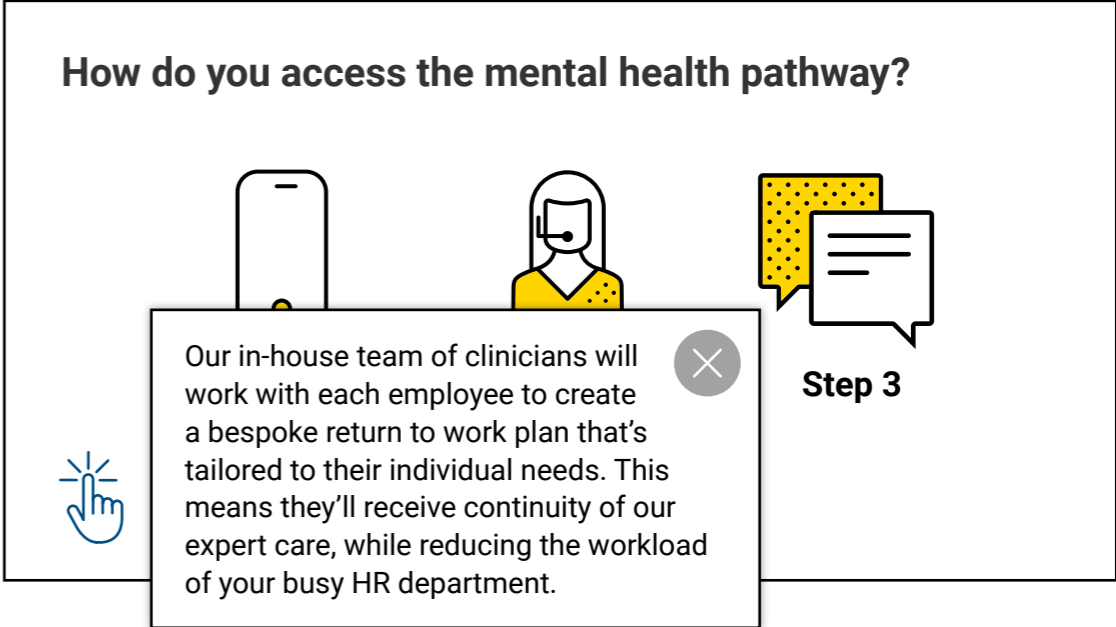 How do you access the mental health pathway?
Step 3
Our in-house team of clinicians will
work with each employee to create
a bespoke return to work plan that’s
tailored to their individual needs. This
means they’ll receive continuity of our
expert care, while reducing the workload
of your busy HR department.